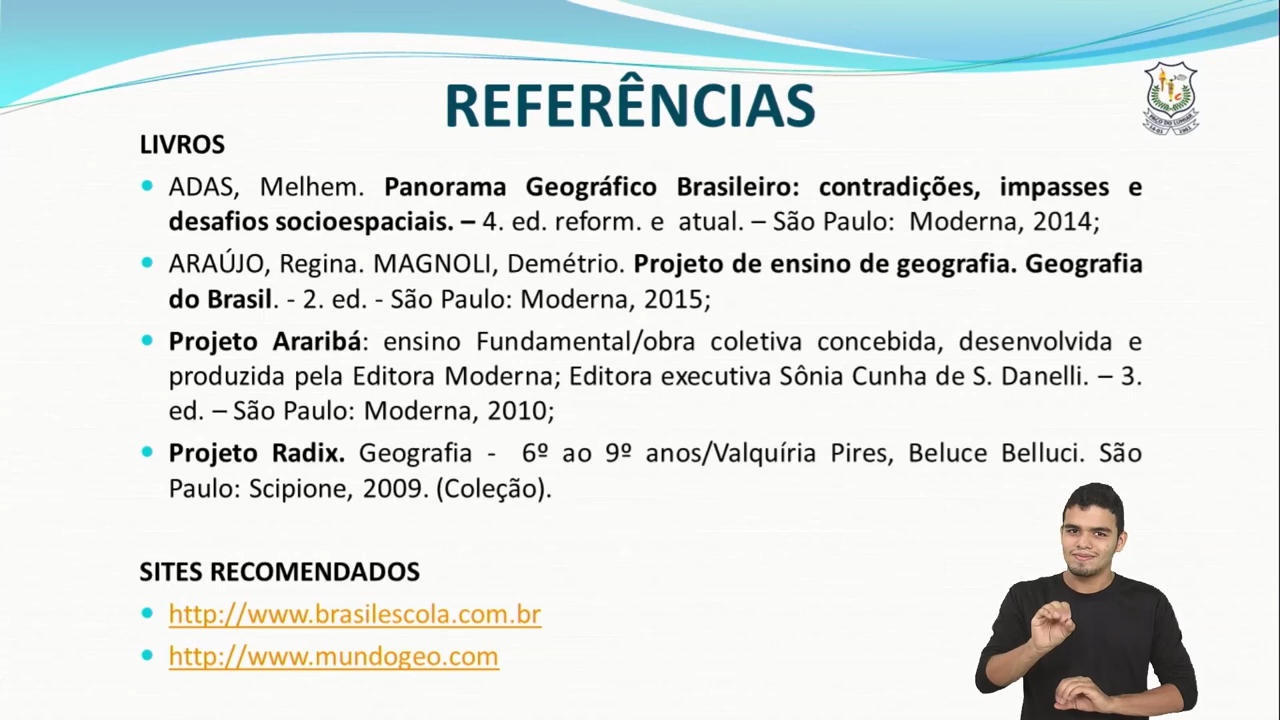 REFERÊNCIAS
LIVROS
ADAS, Melhem. Panorama Geográfico Brasileiro: contradições, impasses e
desafios socioespaciais. – 4. ed. reform. e atual. – São Paulo: Moderna, 2014;
ARAÚJO, Regina. MAGNOLI, Demétrio. Projeto de ensino de geografia. Geografia
do Brasil. - 2. ed. - São Paulo: Moderna, 2015;
Projeto Araribá: ensino Fundamental/obra coletiva concebida, desenvolvida e
produzida pela Editora Moderna; Editora executiva Sônia Cunha de S. Danelli. – 3.
ed. – São Paulo: Moderna, 2010;
Projeto Radix. Geografia - 6º ao 9º anos/Valquíria Pires, Beluce Belluci. São
Paulo: Scipione, 2009. (Coleção).
SITES RECOMENDADOS
http://www.brasilescola.com.br
http://www.mundogeo.com